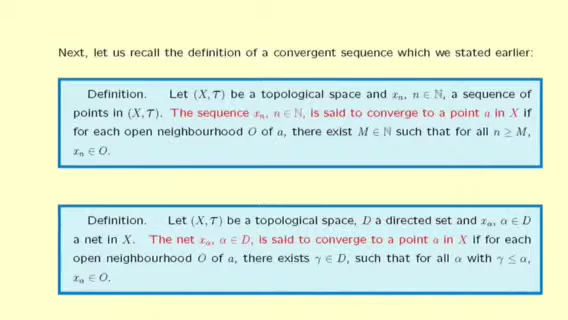 Next, let us recall the definition of a convergent sequence which we stated earlier:
Definition. Let (X, 𝒯) be a topological space and xₙ, n ∈ ℕ, a sequence of
points in (X, 𝒯). The sequence xₙ, n ∈ ℕ, is said to converge to a point a in X if
for each open neighbourhood O of a, there exist M ∈ ℕ such that for all n ≥ M,
xₙ ∈ O.
Definition. Let (X, 𝒯) be a topological space, D a directed set and x_α, α ∈ D
a net in X. The net x_α, α ∈ D, is said to converge to a point a in X if for each
open neighbourhood O of a, there exists γ ∈ D, such that for all α with γ ≤ α,
x_α ∈ O.